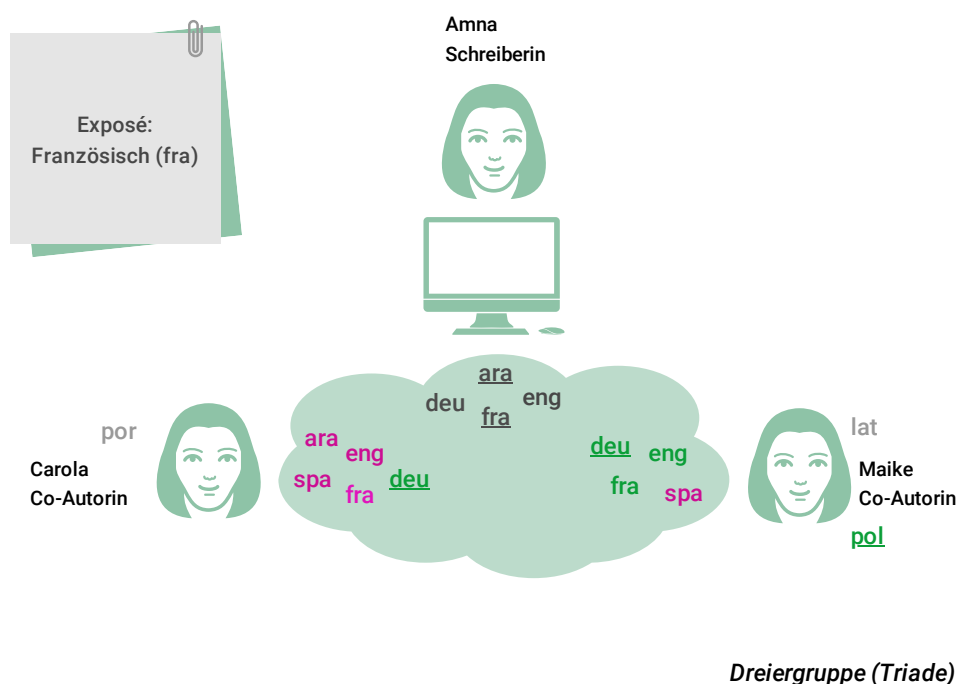 Amna
Schreiberin
Exposé:
Französisch (fra)
ara
deu
eng
fra
por
Carola
Co-Autorin
ara
eng
spa
fra
deu
deu
eng
fra
spa
lat
Maike
Co-Autorin
pol
Dreiergruppe (Triade)